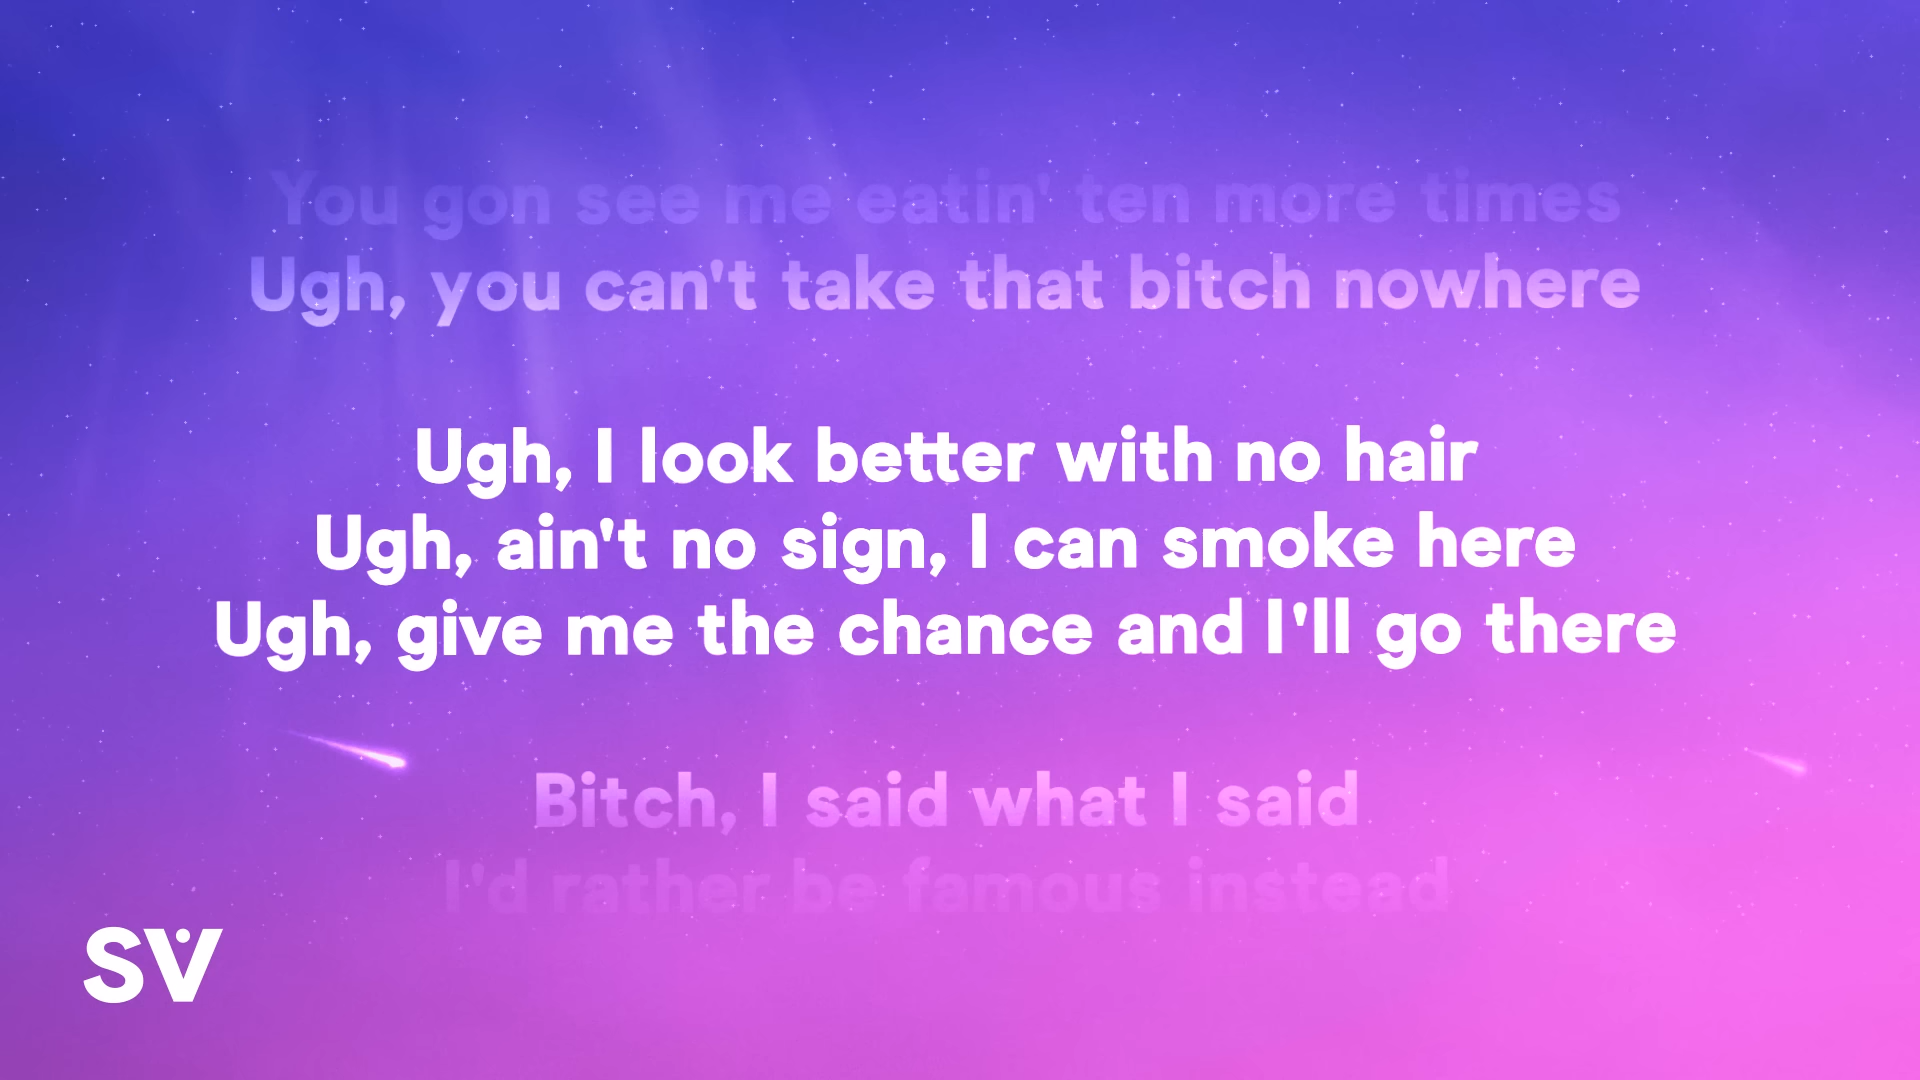 You gon see me eatin' ten more times
Ugh, you can't take that bitch nowhere
Ugh, I look better with no hair
Ugh, ain't no sign, I can smoke here
Ugh, give me the chance and I'll go there
Bitch, I said what I said
I'd rather be famous instead
SV